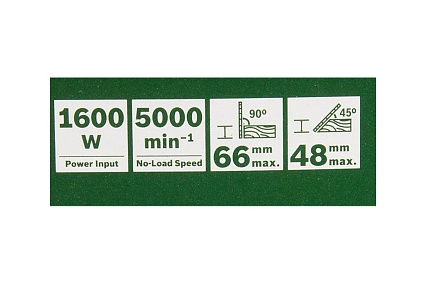 1600
W
Power Input
5000
min⁻¹
No-Load Speed
90°
66 mm max.
45°
48 mm max.